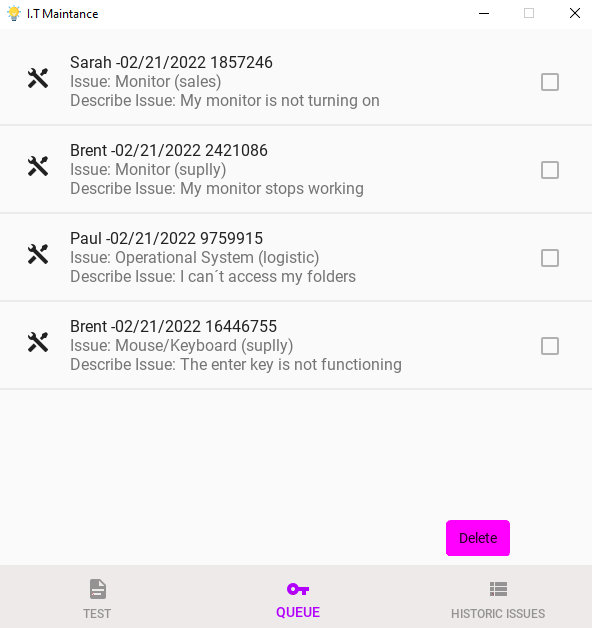 I.T Maintance
Sarah -02/21/2022 1857246
Issue: Monitor (sales)
Describe Issue: My monitor is not turning on
Brent -02/21/2022 2421086
Issue: Monitor (suplly)
Describe Issue: My monitor stops working
Paul -02/21/2022 9759915
Issue: Operational System (logistic)
Describe Issue: I can´t access my folders
Brent -02/21/2022 16446755
Issue: Mouse/Keyboard (suplly)
Describe Issue: The enter key is not functioning
Delete
TEST
QUEUE
HISTORIC ISSUES